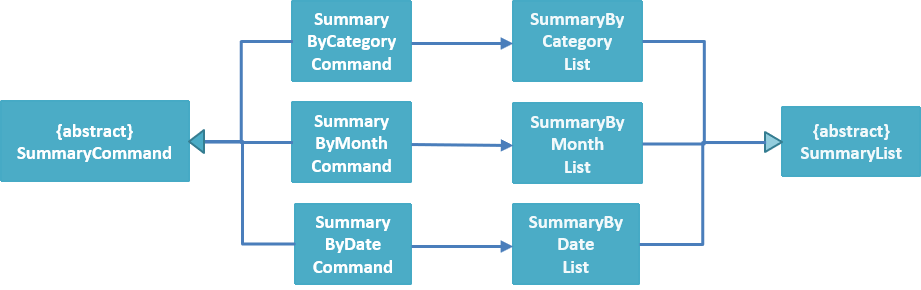 {abstract}
SummaryCommand
Summary
ByCategory
Command
SummaryBy
Category
List
Summary
ByMonth
Command
SummaryBy
Month
List
Summary
ByDate
Command
SummaryBy
Date
List
{abstract}
SummaryList